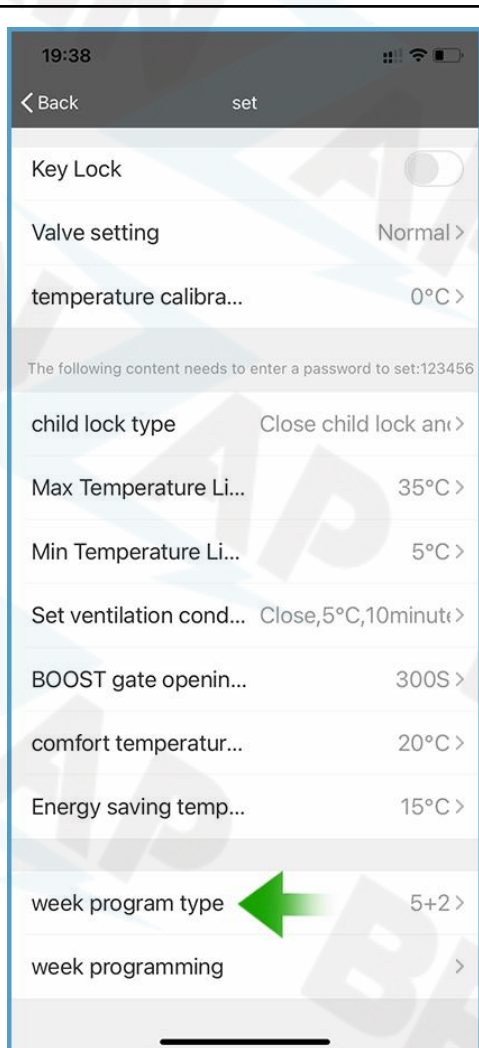 19:38
Back set
Key Lock
Valve setting Normal
temperature calibra... 0°C
The following content needs to enter a password to set:123456
child lock type Close child lock an
Max Temperature Li... 35°C
Min Temperature Li... 5°C
Set ventilation cond... Close,5°C,10minute
BOOST gate openin... 300S
comfort temperatur... 20°C
Energy saving temp... 15°C
week program type 5+2
week programming